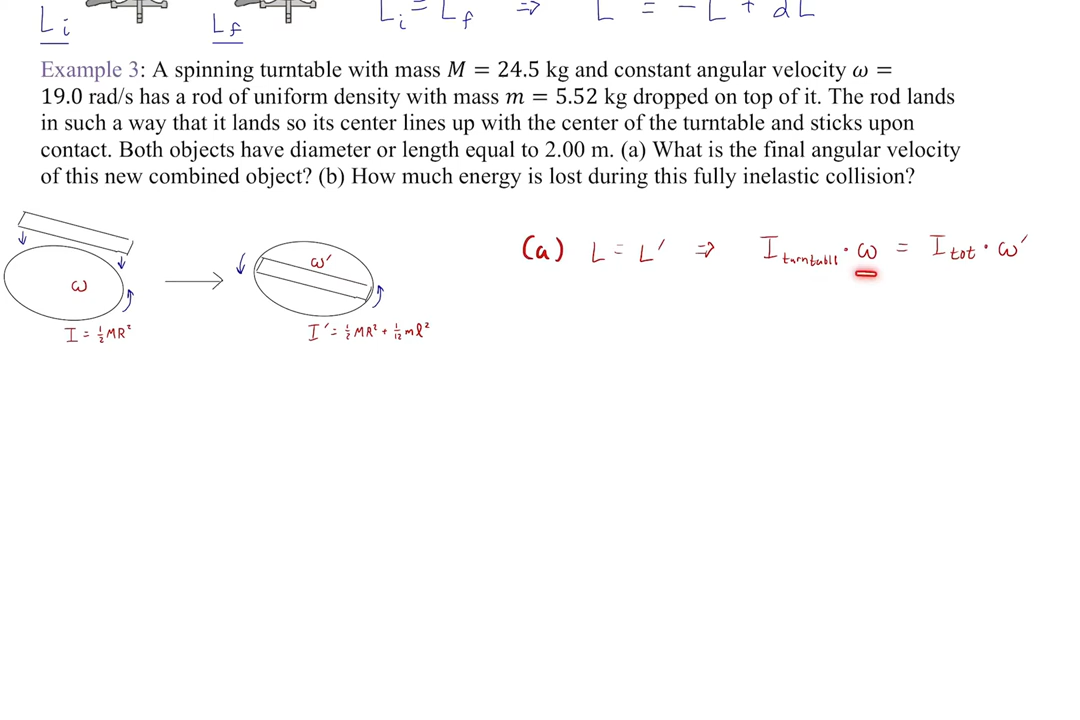 L_i L_f L_i = L_f ⇒ L = -L + 2L
Example 3: A spinning turntable with mass M = 24.5 kg and constant angular velocity ω =
19.0 rad/s has a rod of uniform density with mass m = 5.52 kg dropped on top of it. The rod lands
in such a way that it lands so its center lines up with the center of the turntable and sticks upon
contact. Both objects have diameter or length equal to 2.00 m. (a) What is the final angular velocity
of this new combined object? (b) How much energy is lost during this fully inelastic collision?
(a) L = L' ⇒ I_turntable · ω = I_tot · ω'
ω ω'
I = ½MR² I' = ½MR² + 1/12 mℓ²